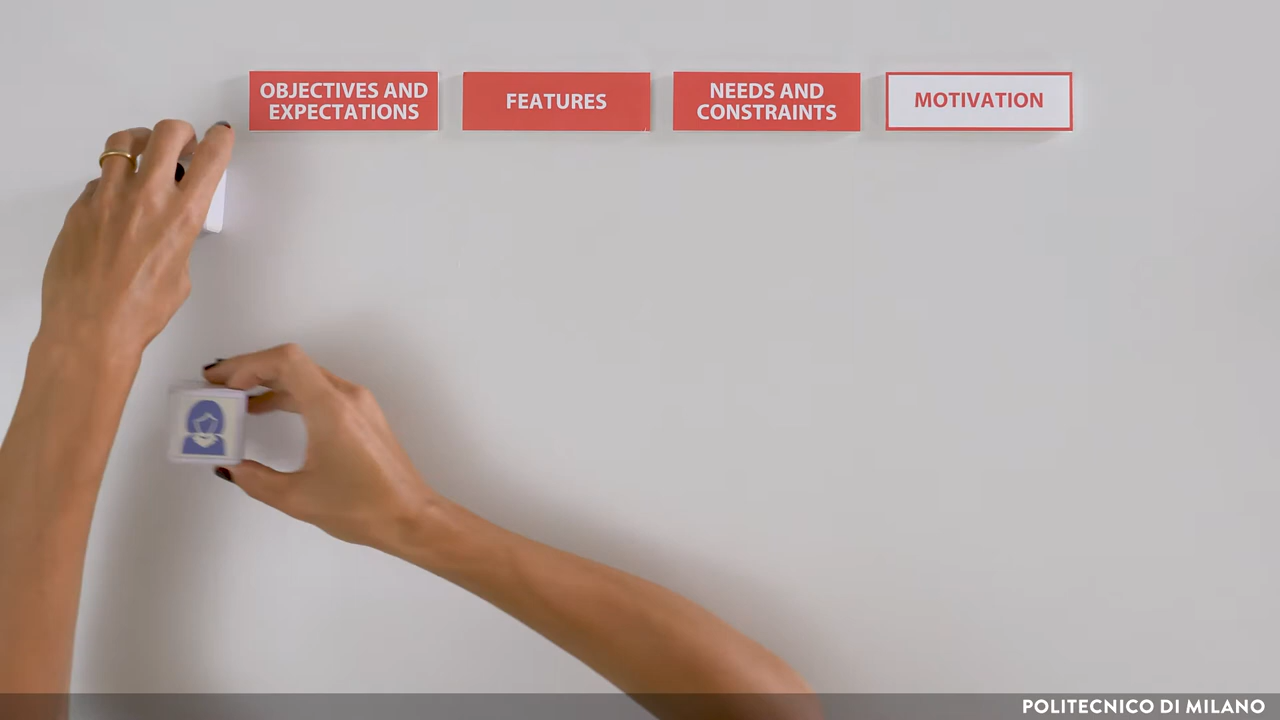 OBJECTIVES AND
EXPECTATIONS
FEATURES
NEEDS AND
CONSTRAINTS
MOTIVATION
POLITECNICO DI MILANO